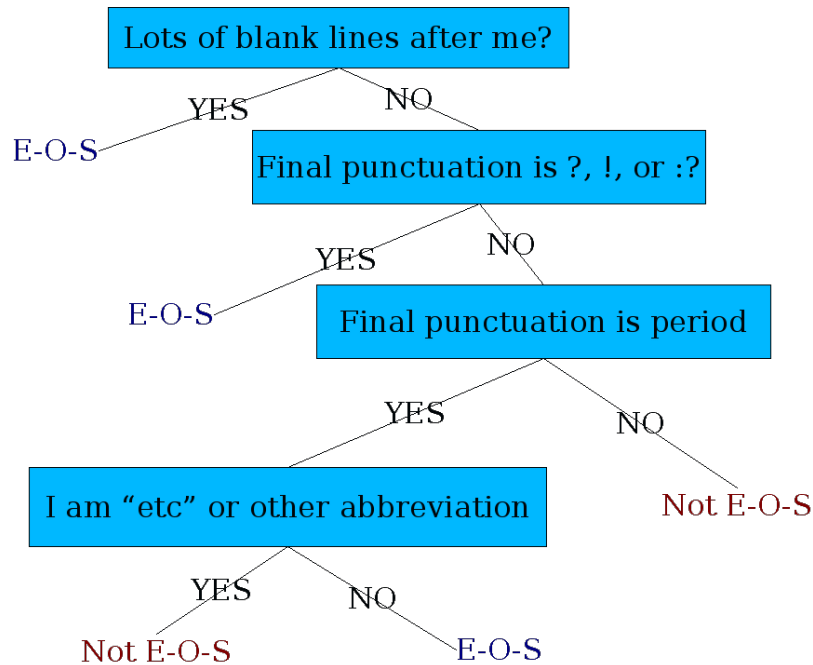 Lots of blank lines after me?
YES
NO
E-O-S
Final punctuation is ?, !, or :?
YES
NO
E-O-S
Final punctuation is period
YES
NO
I am “etc” or other abbreviation
Not E-O-S
YES
NO
Not E-O-S
E-O-S